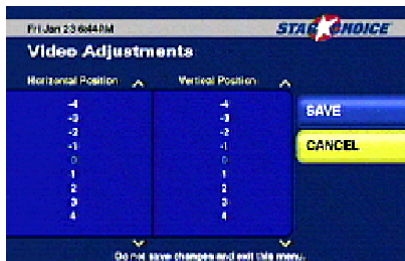 Fri Jan 23 6:44 PM
STAR CHOICE
Video Adjustments
Horizontal Position
Vertical Position
-4 -4
-3 -3
-2 -2
-1 -1
0 0
1 1
2 2
3 3
4 4
SAVE
CANCEL
Do not save changes and exit this menu.